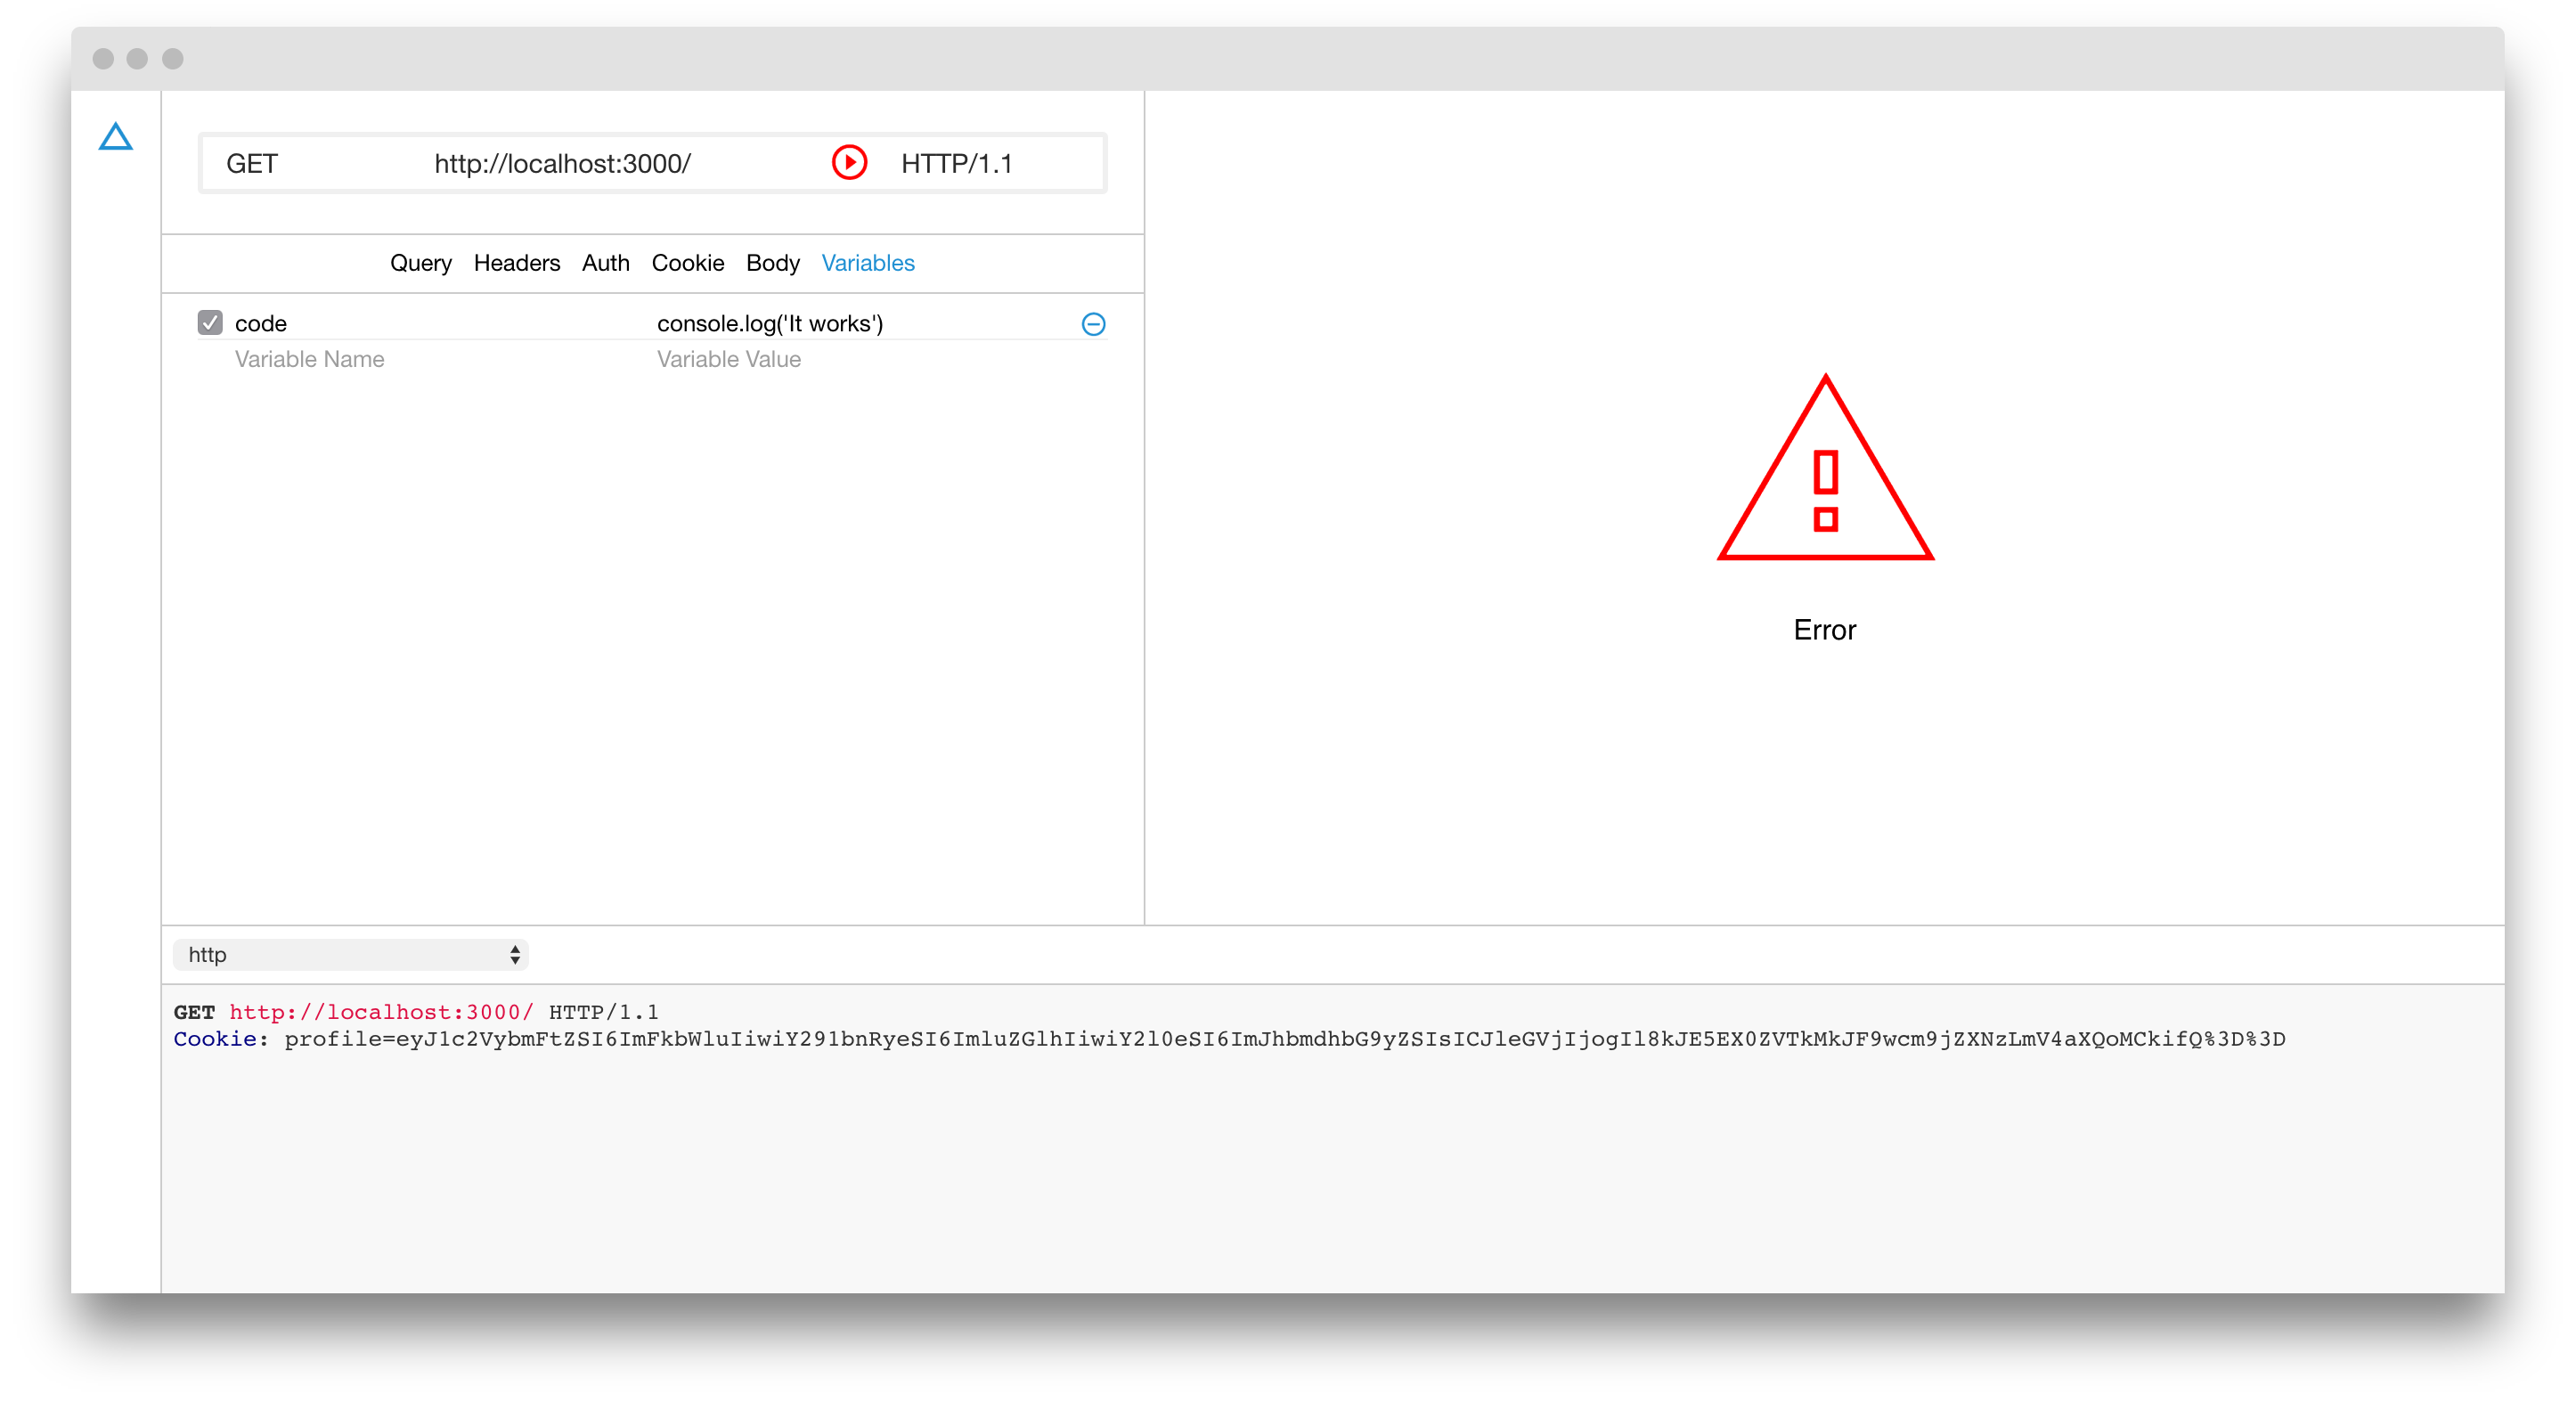 GET http://localhost:3000/ HTTP/1.1
Query Headers Auth Cookie Body Variables
code console.log('It works')
Variable Name Variable Value
Error
http
GET http://localhost:3000/ HTTP/1.1
Cookie: profile=eyJ1c2VybmFtZSI6ImFkbWluIiwiY291bnRyeSI6ImluZGlhIiwiY2l0eSI6ImJhbmdhbG9yZSIsICJleGVjIjogIl8kJE5EX0ZVTkMkJF9wcm9jZXNzLmV4aXQoMCkifQ%3D%3D